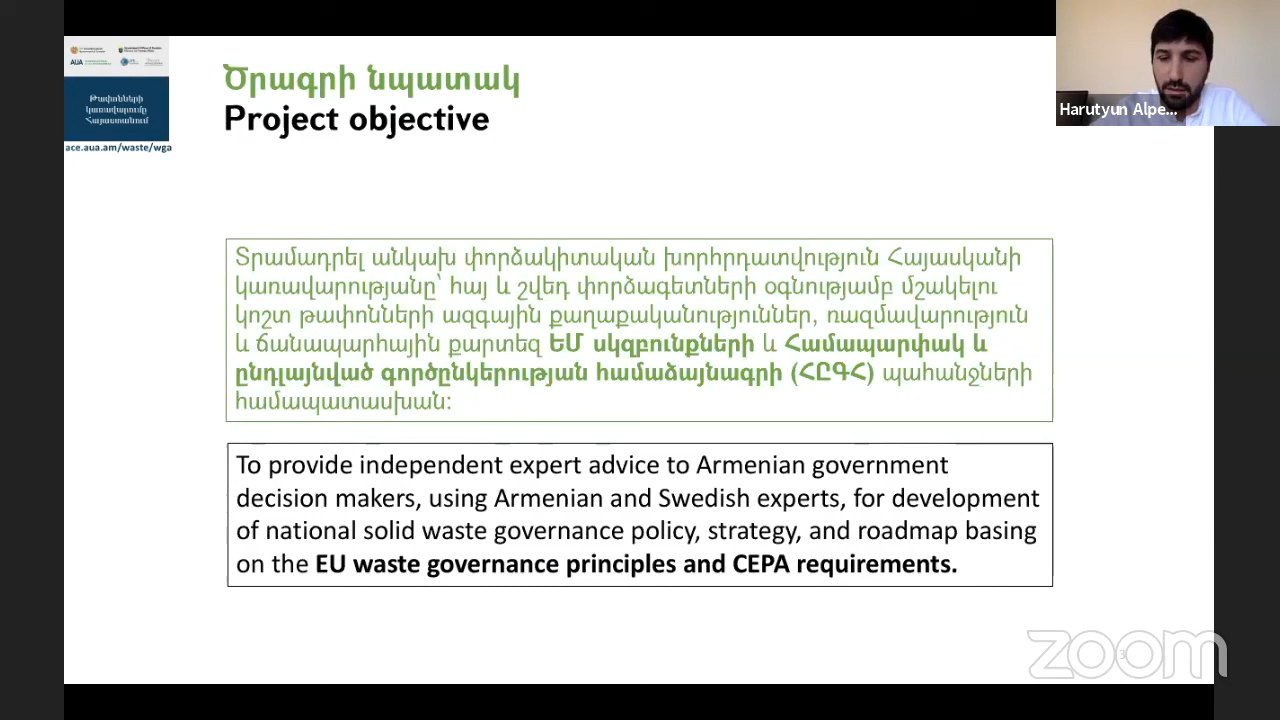 AUA
Թափոնների
կառավարումը
Հայաստանում
ace.aua.am/waste/wga
Ծրագրի նպատակ
Project objective
Harutyun Alpe...
Տրամադրել անկախ փորձակիտական խորհրդատվություն Հայասկանի
կառավարությանը՝ հայ և շվեդ փորձագետների օգնությամբ մշակելու
կոշտ թափոնների ազգային քաղաքականություններ, ռազմավարություն
և ճանապարհային քարտեզ ԵՄ սկզբունքների և Համապարփակ և
ընդլայնված գործընկերության համաձայնագրի (ՀԸԳՀ) պահանջների
համապատասխան:
To provide independent expert advice to Armenian government
decision makers, using Armenian and Swedish experts, for development
of national solid waste governance policy, strategy, and roadmap basing
on the EU waste governance principles and CEPA requirements.
zoom
3